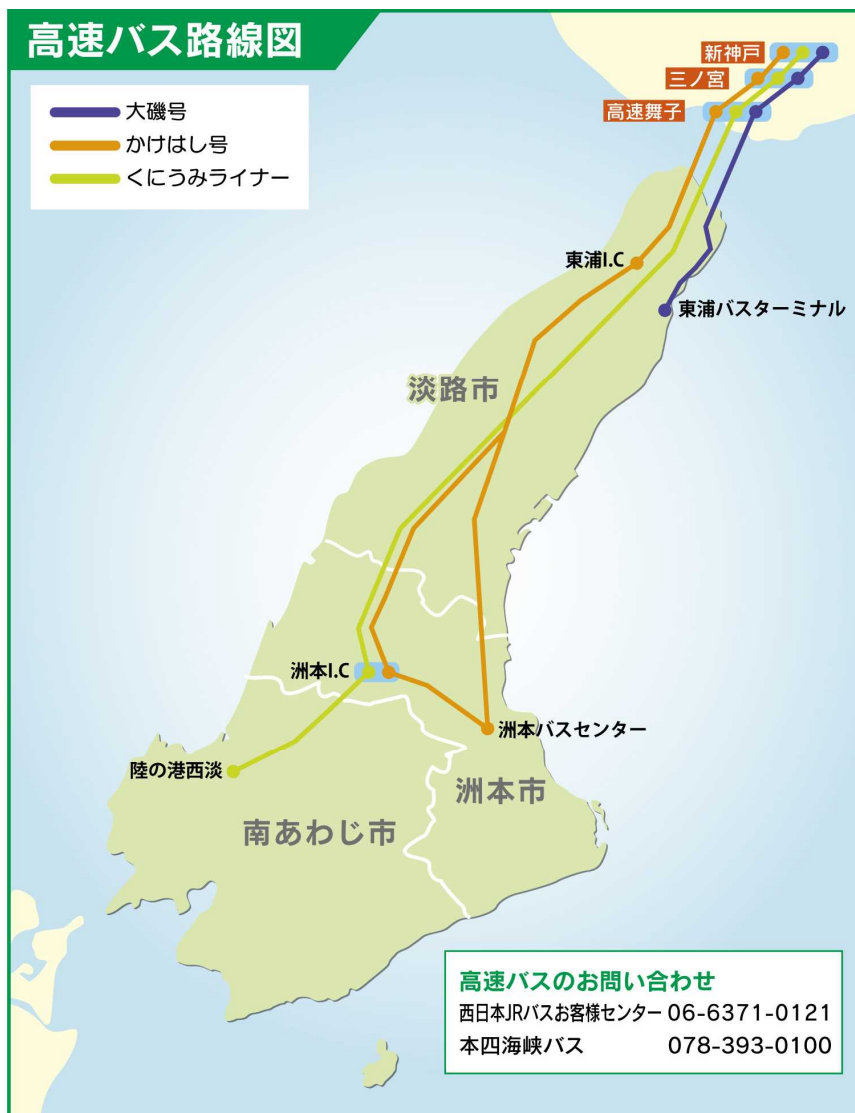 高速バス路線図
大磯号
かけはし号
くにうみライナー
新神戸
三ノ宮
高速舞子
東浦I.C
東浦バスターミナル
淡路市
洲本I.C
洲本バスセンター
陸の港西淡
洲本市
南あわじ市
高速バスのお問い合わせ
西日本JRバスお客様センター 06-6371-0121
本四海峡バス 078-393-0100